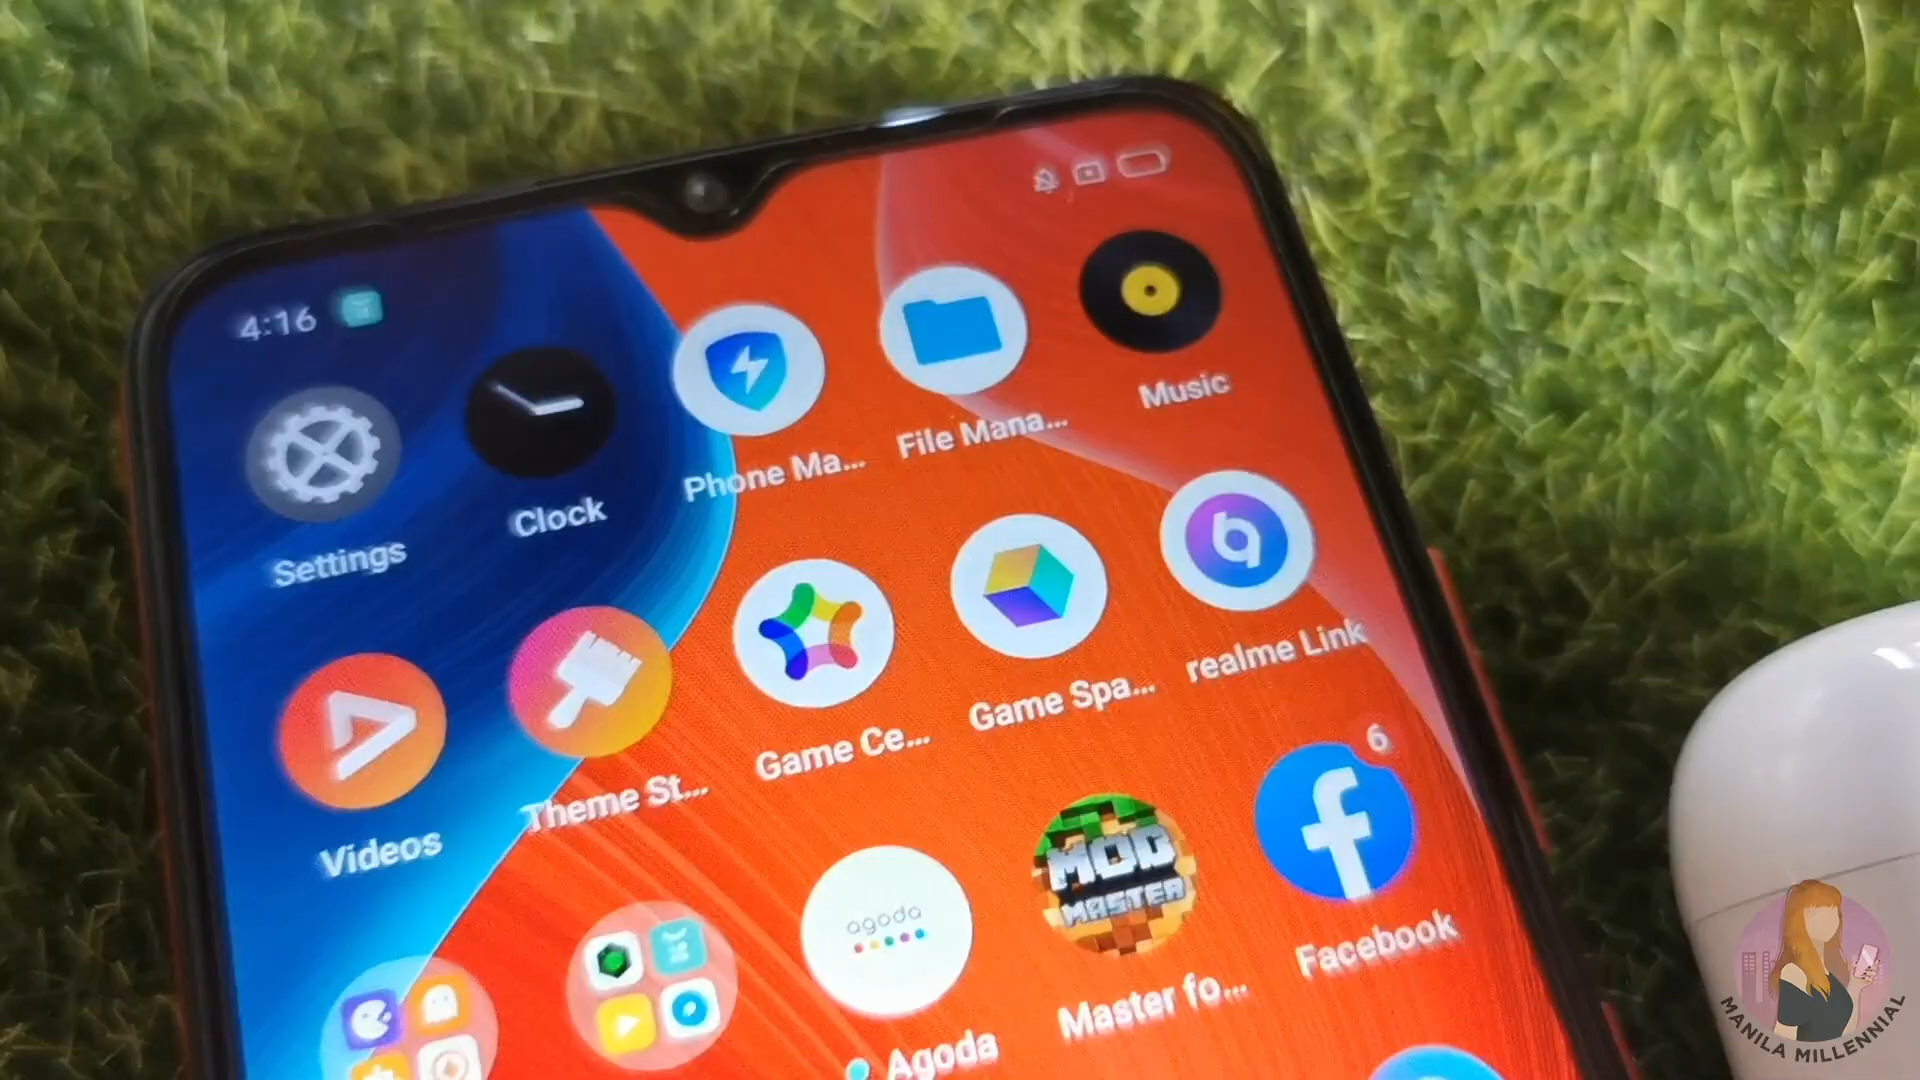 4:16
Settings
Clock
Phone Ma...
File Mana...
Music
Videos
Theme St...
Game Ce...
Game Spa...
realme Link
agoda
Agoda
MOD
MASTER
Master fo...
6
Facebook
MANILA MILLENNIAL